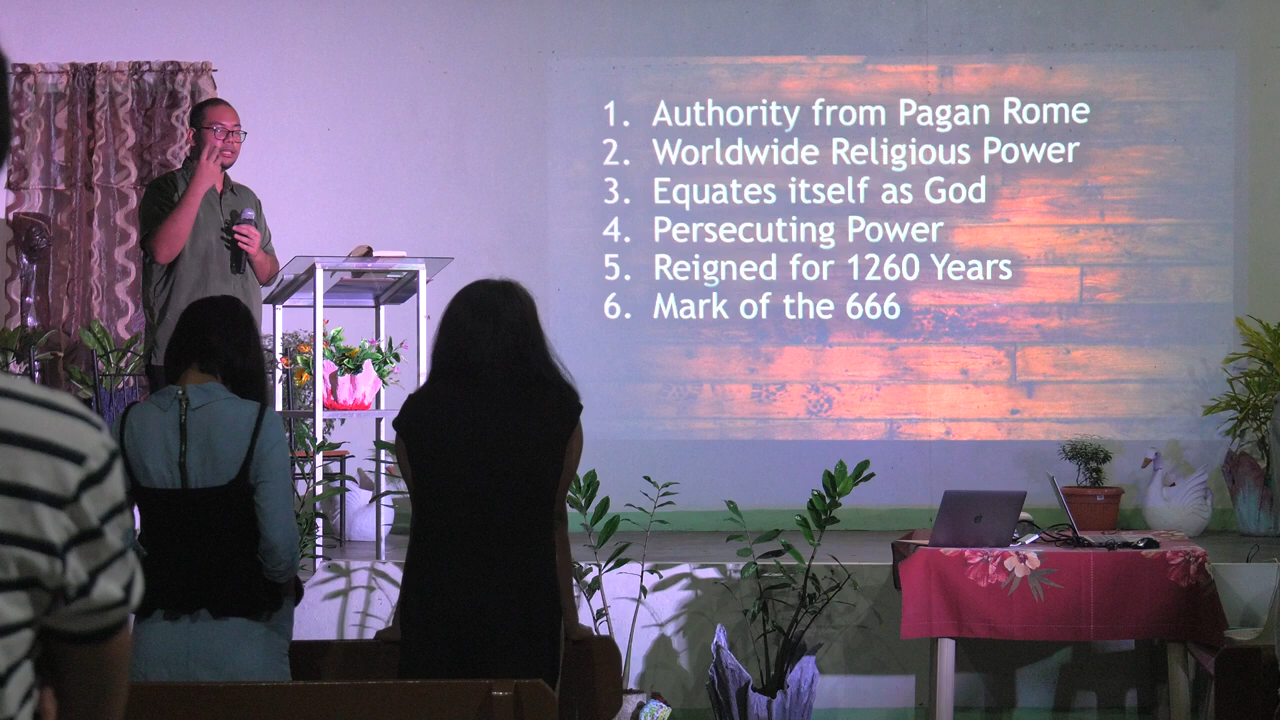 1. Authority from Pagan Rome
2. Worldwide Religious Power
3. Equates itself as God
4. Persecuting Power
5. Reigned for 1260 Years
6. Mark of the 666